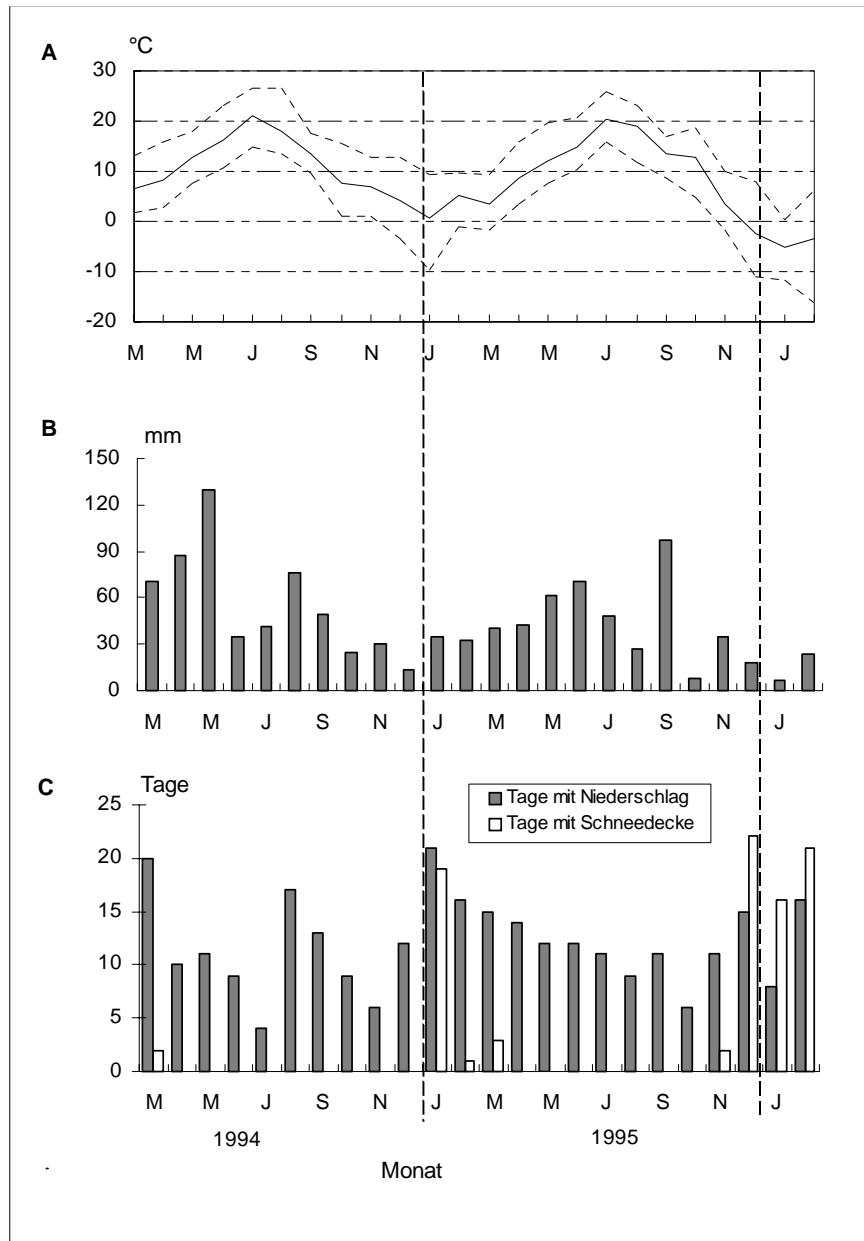 A
°C
30
20
10
0
-10
-20
M M J S N J M M J S N J
B
mm
150
120
90
60
30
0
M M J S N J M M J S N J
C
Tage
25
20
15
10
5
0
Tage mit Niederschlag
Tage mit Schneedecke
M M J S N J M M J S N J
1994 1995
Monat